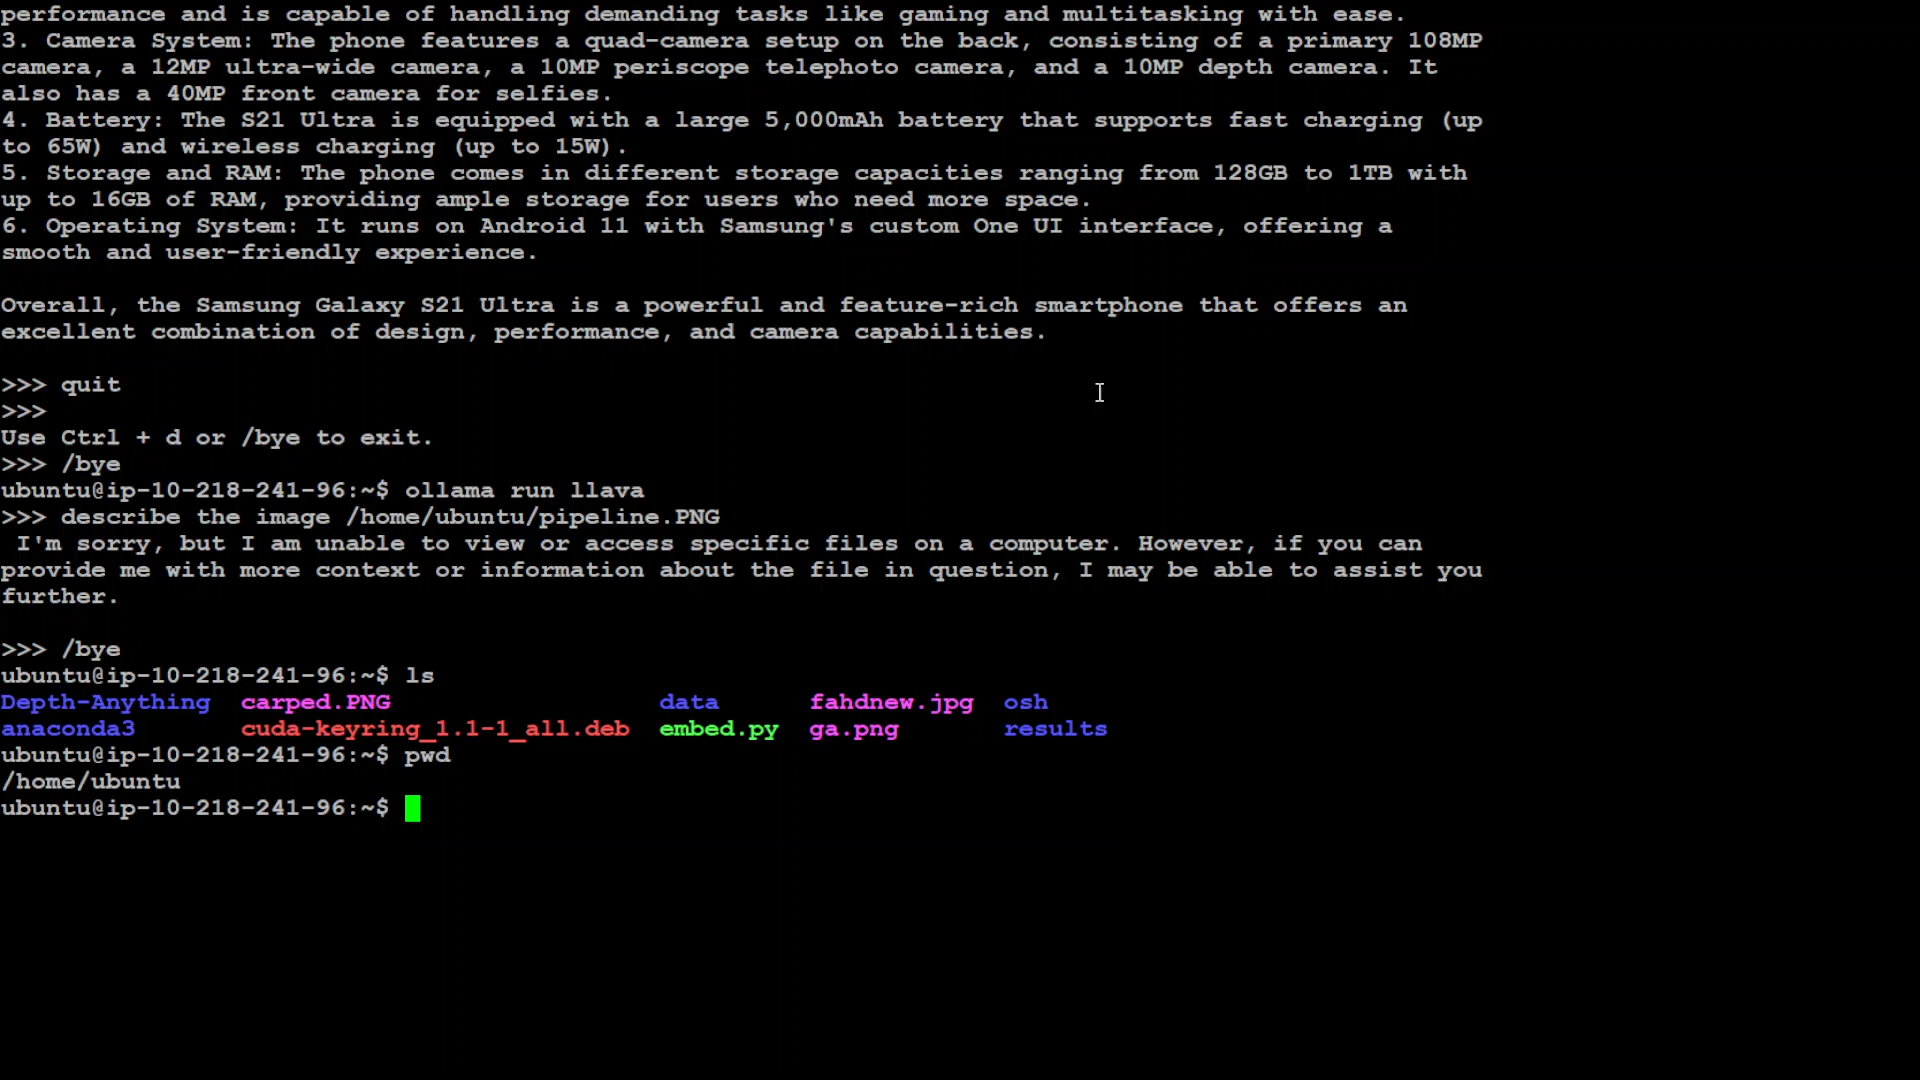 performance and is capable of handling demanding tasks like gaming and multitasking with ease.
3. Camera System: The phone features a quad-camera setup on the back, consisting of a primary 108MP
camera, a 12MP ultra-wide camera, a 10MP periscope telephoto camera, and a 10MP depth camera. It
also has a 40MP front camera for selfies.
4. Battery: The S21 Ultra is equipped with a large 5,000mAh battery that supports fast charging (up
to 65W) and wireless charging (up to 15W).
5. Storage and RAM: The phone comes in different storage capacities ranging from 128GB to 1TB with
up to 16GB of RAM, providing ample storage for users who need more space.
6. Operating System: It runs on Android 11 with Samsung's custom One UI interface, offering a
smooth and user-friendly experience.
Overall, the Samsung Galaxy S21 Ultra is a powerful and feature-rich smartphone that offers an
excellent combination of design, performance, and camera capabilities.
>>> quit
>>>
Use Ctrl + d or /bye to exit.
>>> /bye
ubuntu@ip-10-218-241-96:~$ ollama run llava
>>> describe the image /home/ubuntu/pipeline.PNG
I'm sorry, but I am unable to view or access specific files on a computer. However, if you can
provide me with more context or information about the file in question, I may be able to assist you
further.
>>> /bye
ubuntu@ip-10-218-241-96:~$ ls
Depth-Anything carped.PNG data fahdnew.jpg osh
anaconda3 cuda-keyring_1.1-1_all.deb embed.py ga.png results
ubuntu@ip-10-218-241-96:~$ pwd
/home/ubuntu
ubuntu@ip-10-218-241-96:~$